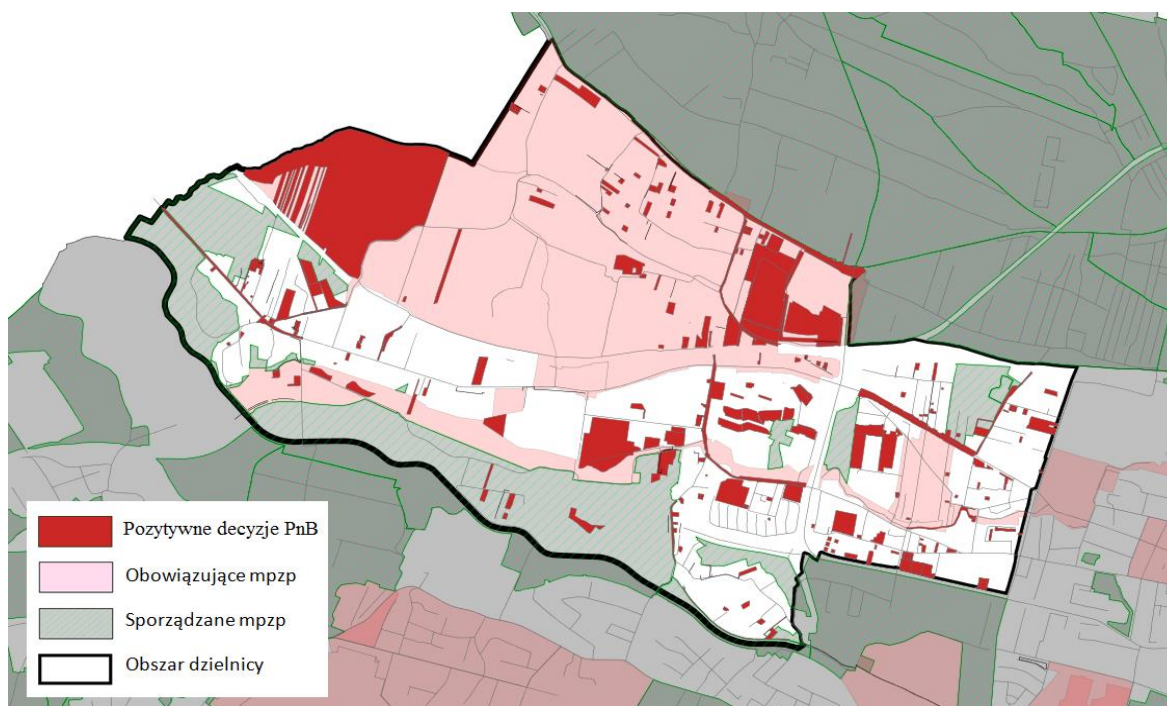 Pozytywne decyzje PnB
Obowiązujące mpzp
Sporządzane mpzp
Obszar dzielnicy